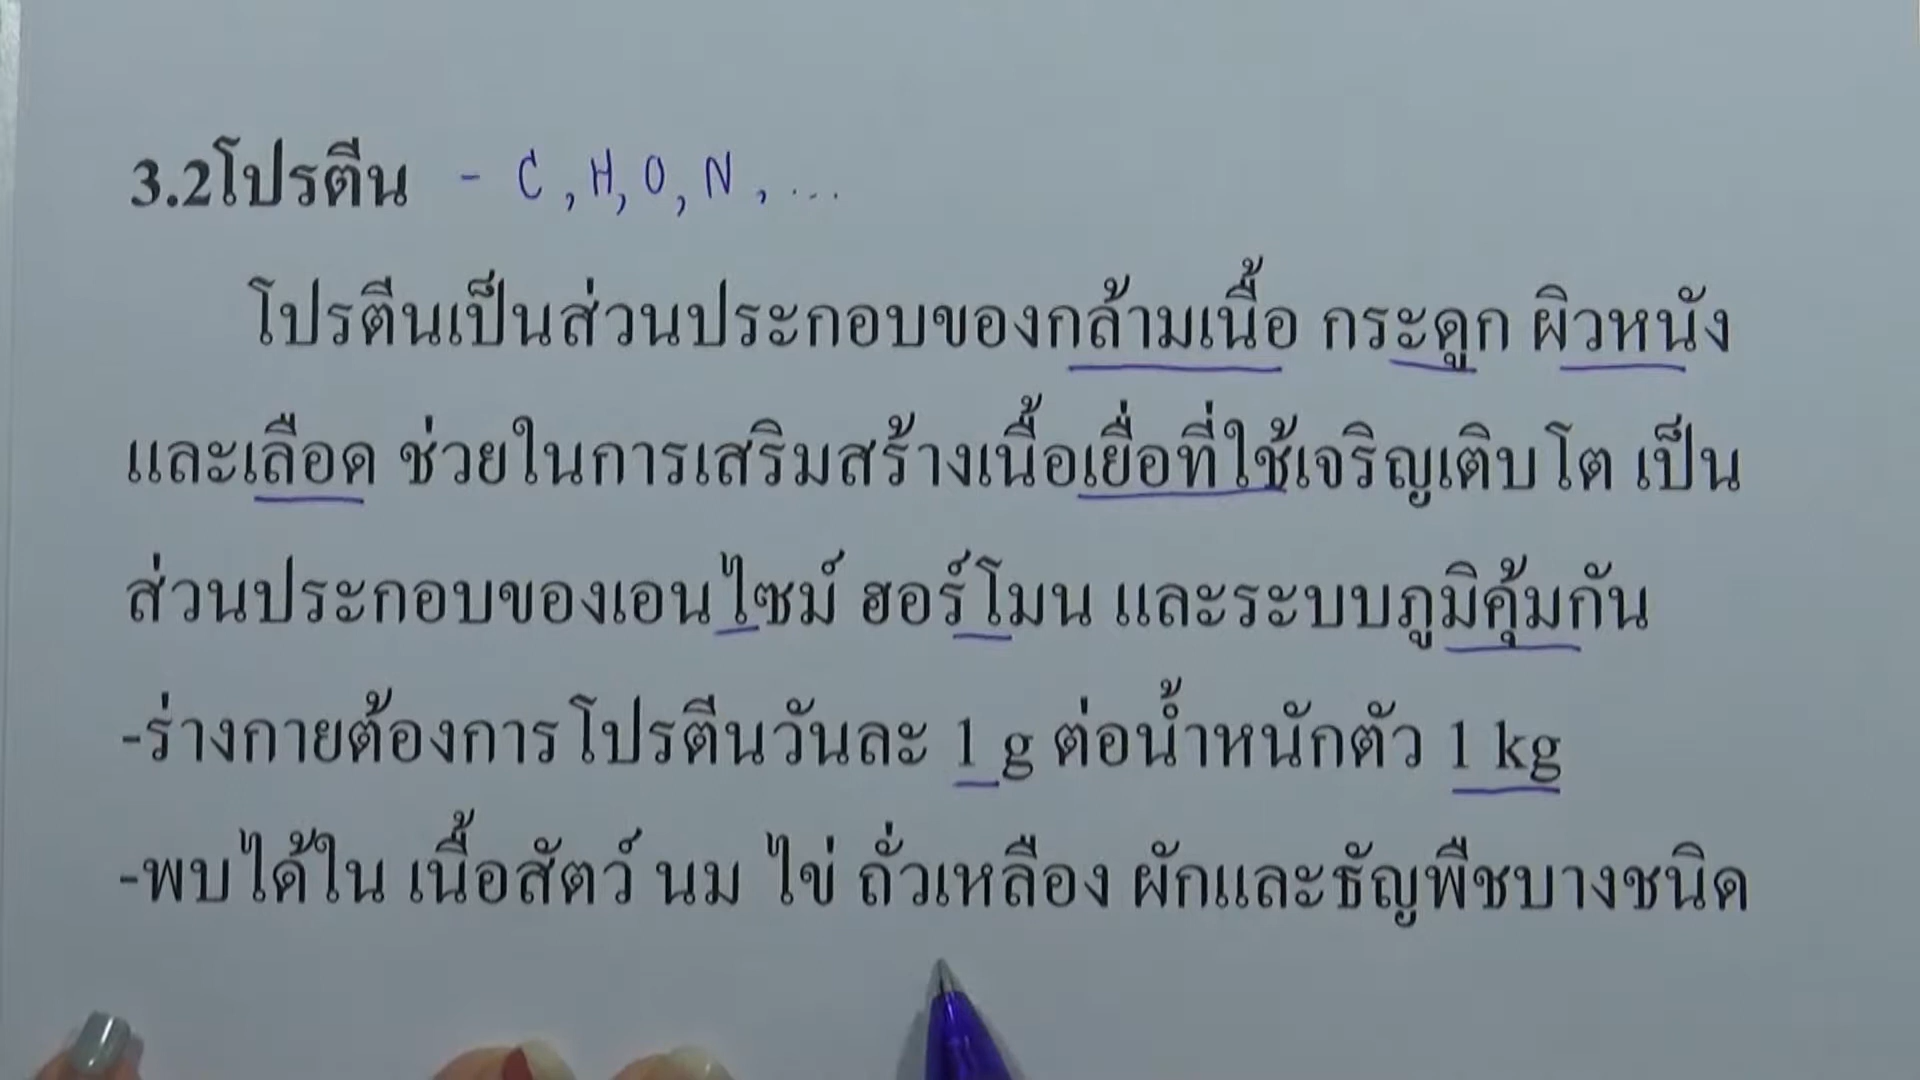 3.2โปรตีน - C, H, O, N, ...
โปรตีนเป็นส่วนประกอบของกล้ามเนื้อ กระดูก ผิวหนัง
และเลือด ช่วยในการเสริมสร้างเนื้อเยื่อที่ใช้เจริญเติบโต เป็น
ส่วนประกอบของเอนไซม์ ฮอร์โมน และระบบภูมิคุ้มกัน
-ร่างกายต้องการโปรตีนวันละ 1 g ต่อน้ำหนักตัว 1 kg
-พบได้ใน เนื้อสัตว์ นม ไข่ ถั่วเหลือง ผักและธัญพืชบางชนิด